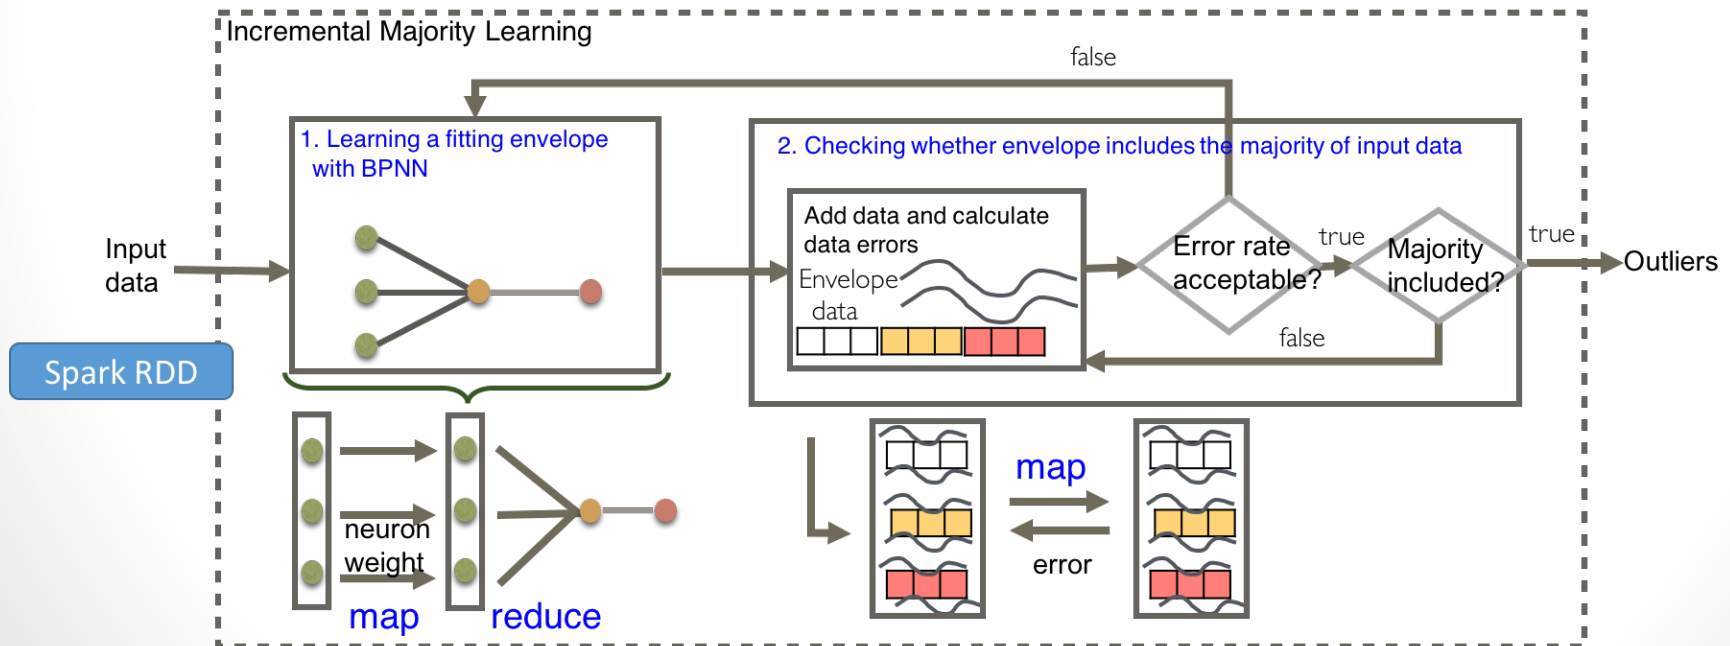 Incremental Majority Learning
false
1. Learning a fitting envelope
with BPNN
2. Checking whether envelope includes the majority of input data
Add data and calculate
data errors
Envelope
data
Error rate
acceptable?
true
Majority
included?
true
Outliers
false
Input
data
Spark RDD
neuron
weight
map
reduce
map
error